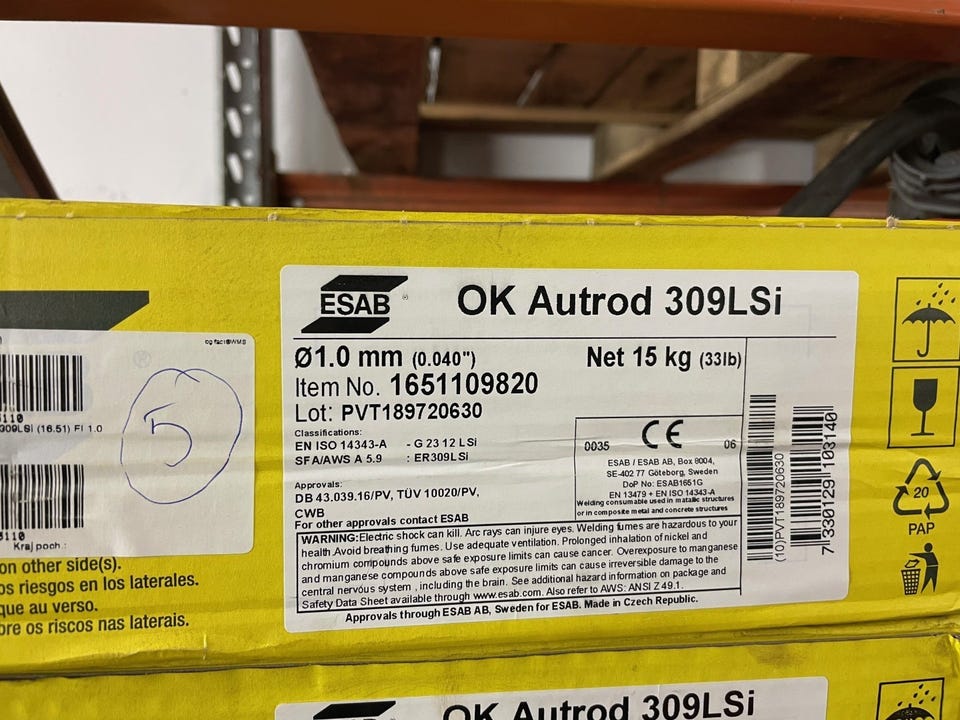 ESAB®
OK Autrod 309LSi
Ø1.0 mm (0.040")
Net 15 kg (33lb)
Item No. 1651109820
Lot: PVT189720630
Classifications:
EN ISO 14343-A - G 23 12 L Si
SFA/AWS A 5.9 : ER309LSi
Approvals:
DB 43.039.16/PV, TÜV 10020/PV,
CWB
For other approvals contact ESAB
0035 CE 06
ESAB / ESAB AB, Box 8004,
SE-402 77 Göteborg, Sweden
DoP No: ESAB1651G
EN 13479 + EN ISO 14343-A
Welding consumable used in metallic structures
or in composite metal and concrete structures
WARNING:Electric shock can kill. Arc rays can injure eyes. Welding fumes are hazardous to your
health.Avoid breathing fumes. Use adequate ventilation. Prolonged inhalation of nickel and
chromium compounds above safe exposure limits can cause cancer. Overexposure to manganese
and manganese compounds above safe exposure limits can cause irreversible damage to the
central nervous system , including the brain. See additional hazard information on package and
Safety Data Sheet available through www.esab.com. Also refer to AWS: ANSI Z 49.1.
Approvals through ESAB AB, Sweden for ESAB. Made in Czech Republic.
(10)PVT189720630
7330129110314
20
PAP
5
309LSi (16.51) FI 1.0
Kraj poch.:
on other side(s).
os riesgos en los laterales.
que au verso.
bre os riscos nas laterais.
OK Autrod 309LSi